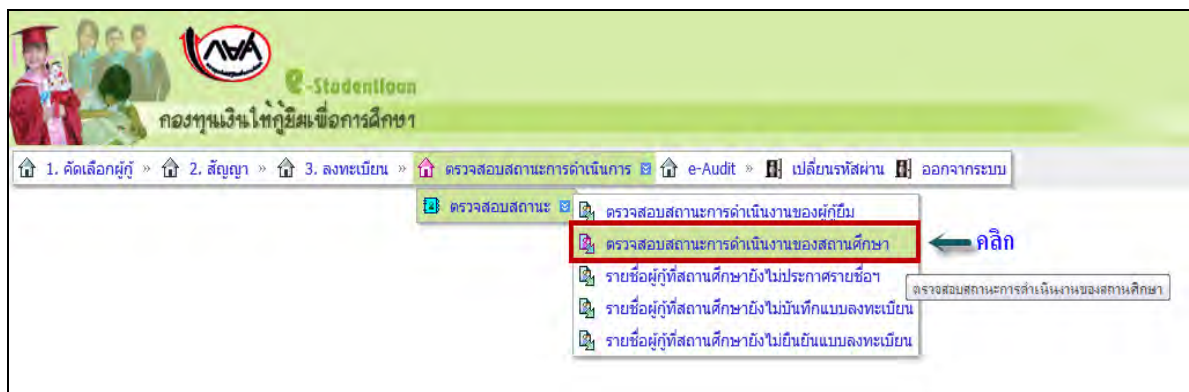 กยศ
e-Studentloan
กองทุนเงินให้กู้ยืมเพื่อการศึกษา
1. คัดเลือกผู้กู้ » 2. สัญญา » 3. ลงทะเบียน » ตรวจสอบสถานะการดำเนินการ e-Audit » เปลี่ยนรหัสผ่าน ออกจากระบบ
ตรวจสอบสถานะ
ตรวจสอบสถานะการดำเนินงานของผู้กู้ยืม
ตรวจสอบสถานะการดำเนินงานของสถานศึกษา
คลิก
รายชื่อผู้กู้ที่สถานศึกษายังไม่ประกาศรายชื่อฯ
ตรวจสอบสถานะการดำเนินงานของสถานศึกษา
รายชื่อผู้กู้ที่สถานศึกษายังไม่บันทึกแบบลงทะเบียน
รายชื่อผู้กู้ที่สถานศึกษายังไม่ยืนยันแบบลงทะเบียน